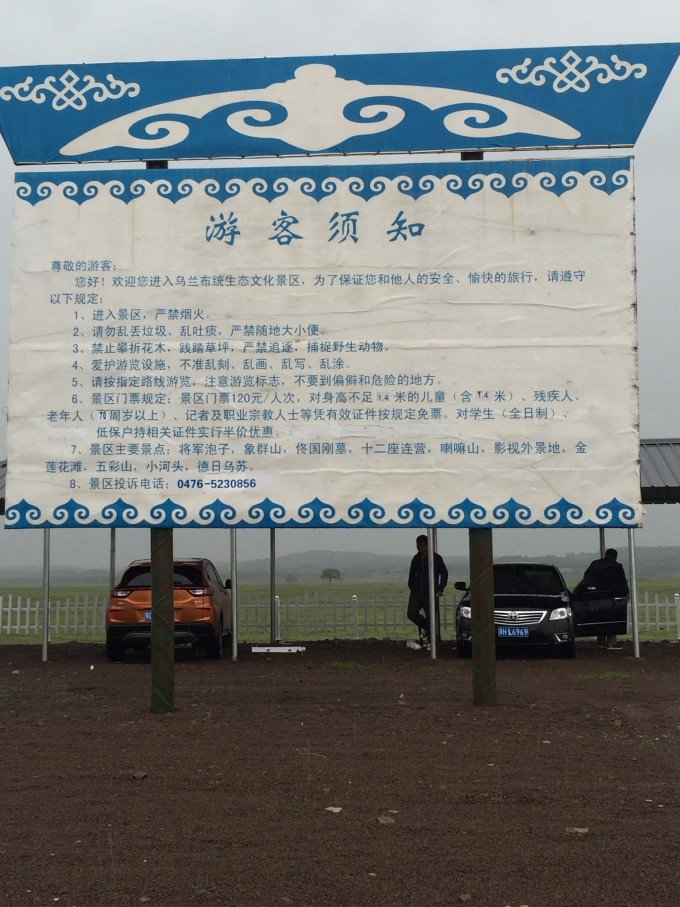 游客须知
尊敬的游客：
您好！欢迎您进入乌兰布统生态文化景区，为了保证您和他人的安全、愉快的旅行，请遵守
以下规定：
1、进入景区，严禁烟火。
2、请勿乱丢垃圾、乱吐痰，严禁随地大小便。
3、禁止攀折花木，践踏草坪，严禁追逐，捕捉野生动物。
4、爱护游览设施，不准乱刻、乱画、乱写、乱涂。
5、请按指定路线游览，注意游览标志，不要到偏僻和危险的地方。
6、景区门票规定：景区门票120元/人次，对身高不足1.4米的儿童（含1.4米）、残疾人、
老年人（70周岁以上）、记者及职业宗教人士等凭有效证件按规定免票。对学生（全日制）、
低保户持相关证件实行半价优惠。
7、景区主要景点：将军泡子，象群山，佟国刚墓，十二座连营，喇嘛山，影视外景地，金
莲花滩，五彩山，小河头，德日乌苏。
8、景区投诉电话：0476-5230856